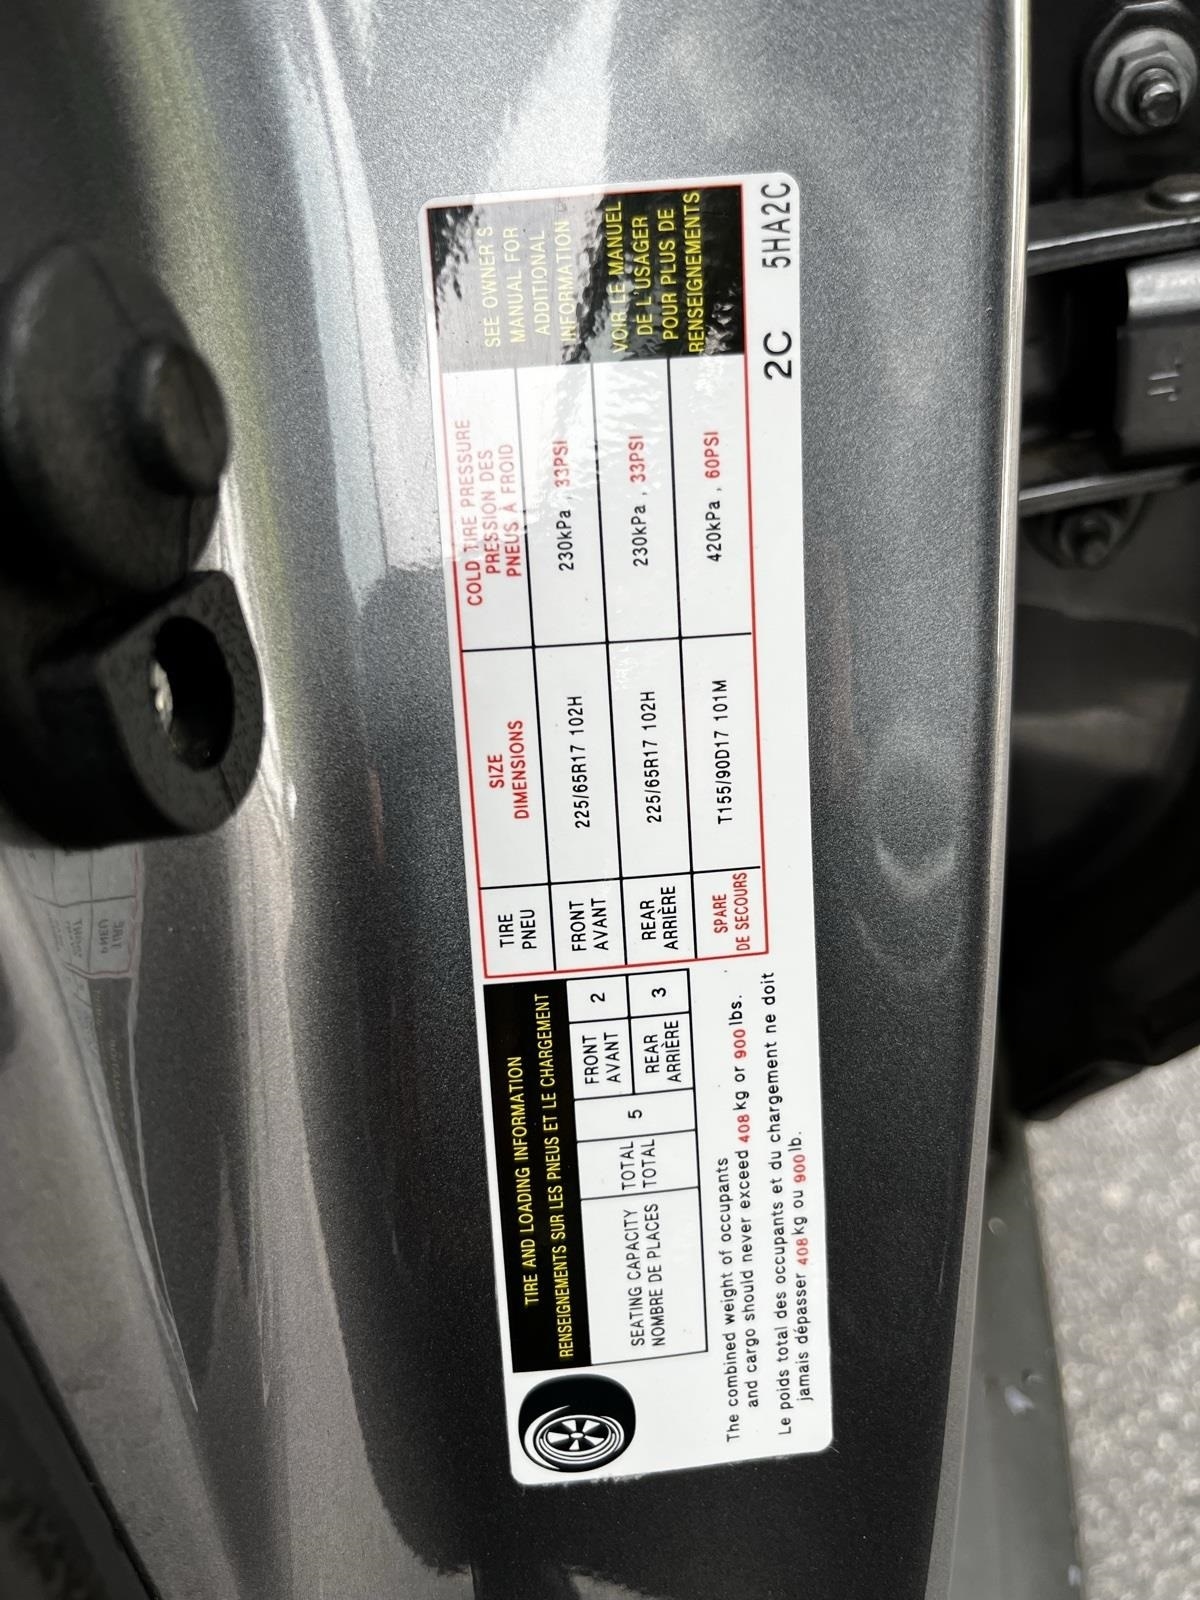 TIRE AND LOADING INFORMATION
RENSEIGNEMENTS SUR LES PNEUS ET LE CHARGEMENT
SEATING CAPACITY
NOMBRE DE PLACES
TOTAL
TOTAL
5
FRONT
AVANT
2
REAR
ARRIÈRE
3
The combined weight of occupants
and cargo should never exceed 408 kg or 900 lbs.
Le poids total des occupants et du chargement ne doit
jamais dépasser 408 kg ou 900 lb.
TIRE
PNEU
SIZE
DIMENSIONS
COLD TIRE PRESSURE
PRESSION DES
PNEUS À FROID
FRONT
AVANT
225/65R17 102H
230kPa , 33PSI
REAR
ARRIÈRE
225/65R17 102H
230kPa , 33PSI
SPARE
DE SECOURS
T155/90D17 101M
420kPa , 60PSI
SEE OWNER'S
MANUAL FOR
ADDITIONAL
INFORMATION
VOIR LE MANUEL
DE L'USAGER
POUR PLUS DE
RENSEIGNEMENTS
2C 5HA2C